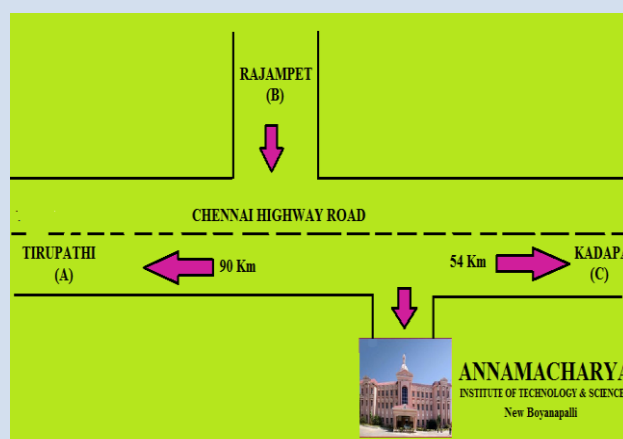 RAJAMPET
(B)
CHENNAI HIGHWAY ROAD
TIRUPATHI
(A)
90 Km
54 Km
KADAPA
(C)
ANNAMACHARYA
INSTITUTE OF TECHNOLOGY & SCIENCE
New Boyanapalli